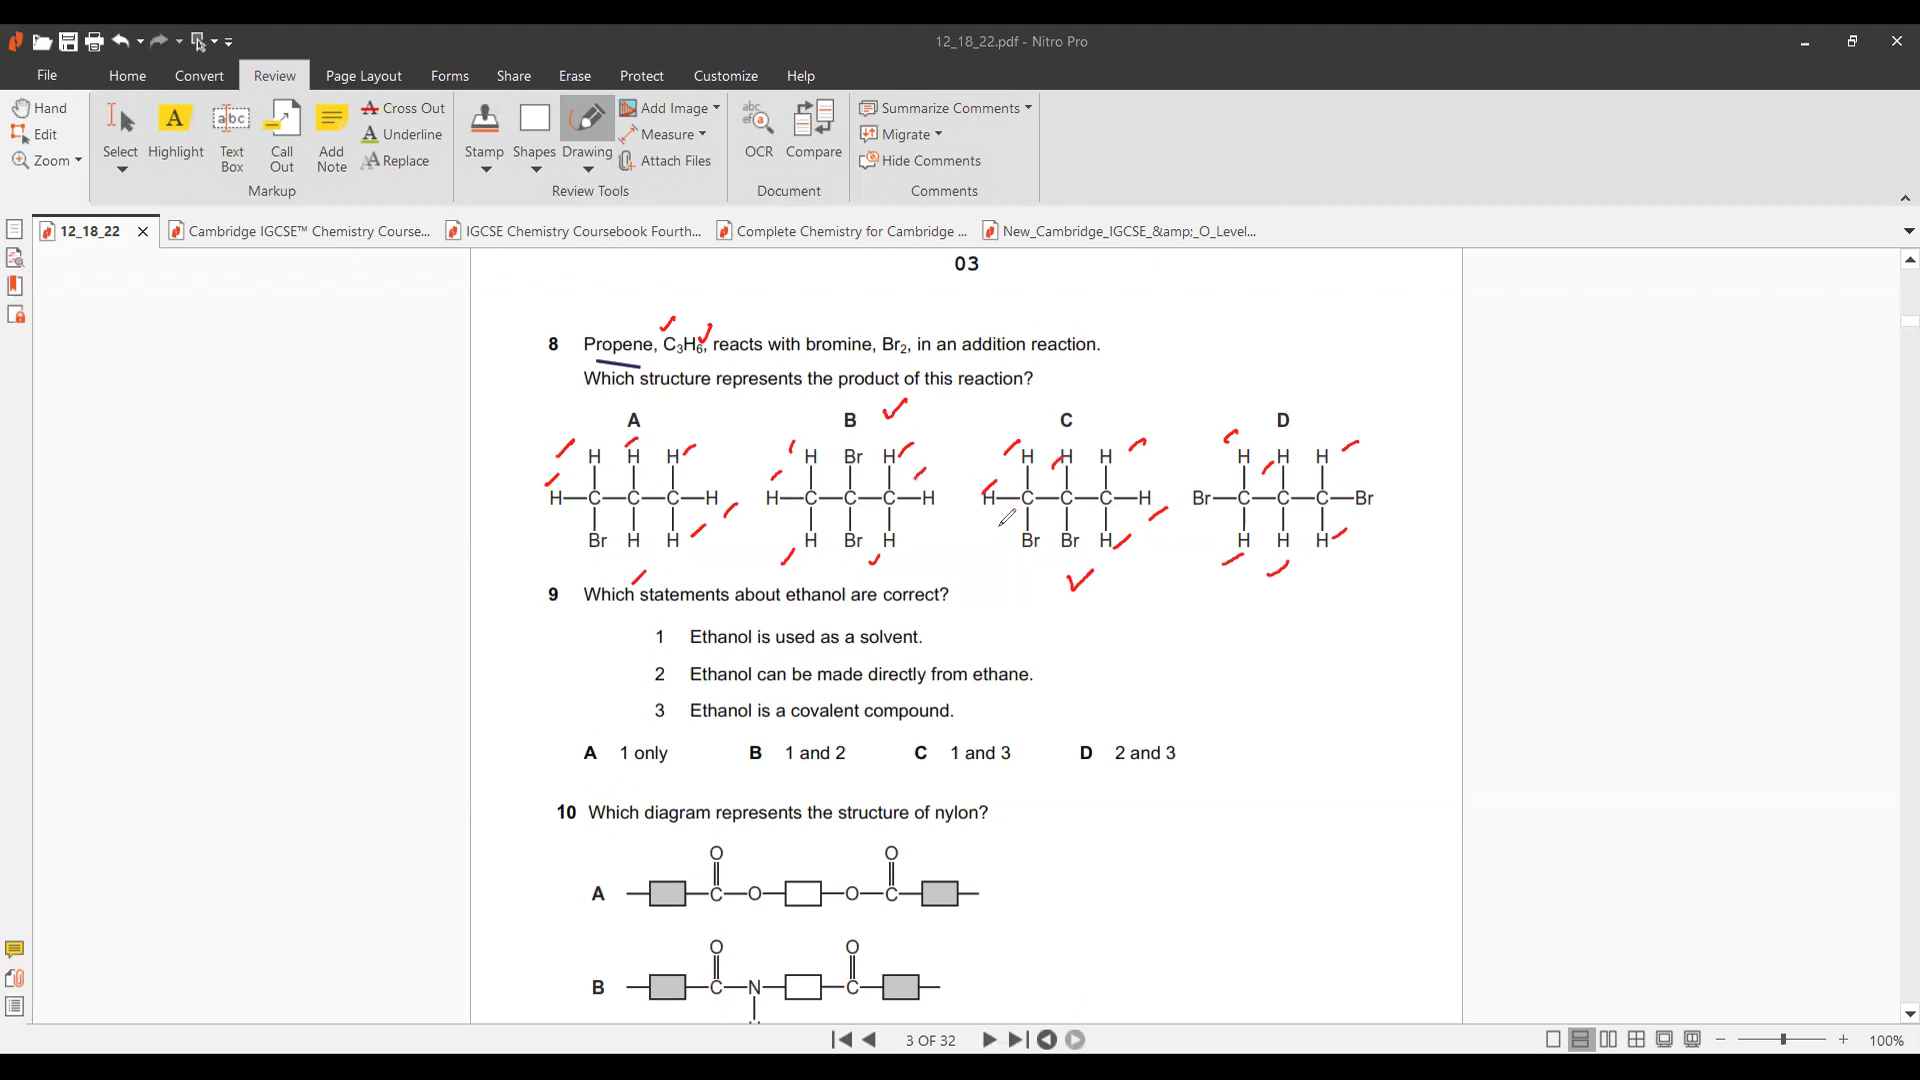 12_18_22.pdf - Nitro Pro
File Home Convert Review Page Layout Forms Share Erase Protect Customize Help
Hand
Edit
Zoom
Select
Highlight
Text Box
Call Out
Add Note
Cross Out
Underline
Replace
Markup
Stamp
Shapes
Drawing
Add Image
Measure
Attach Files
Review Tools
OCR
Compare
Document
Summarize Comments
Migrate
Hide Comments
Comments
12_18_22 Cambridge IGCSE™ Chemistry Course... IGCSE Chemistry Coursebook Fourth... Complete Chemistry for Cambridge ... New_Cambridge_IGCSE_&amp;_O_Level...
03
8 Propene, C3H6, reacts with bromine, Br2, in an addition reaction.
Which structure represents the product of this reaction?
A B C D
H H H H Br H H H H H H H
H C C C H H C C C H H C C C H Br C C C Br
Br H H H Br H Br Br H H H H
9 Which statements about ethanol are correct?
1 Ethanol is used as a solvent.
2 Ethanol can be made directly from ethane.
3 Ethanol is a covalent compound.
A 1 only B 1 and 2 C 1 and 3 D 2 and 3
10 Which diagram represents the structure of nylon?
O O
A C O O C
O O
B C N C
3 OF 32
100%